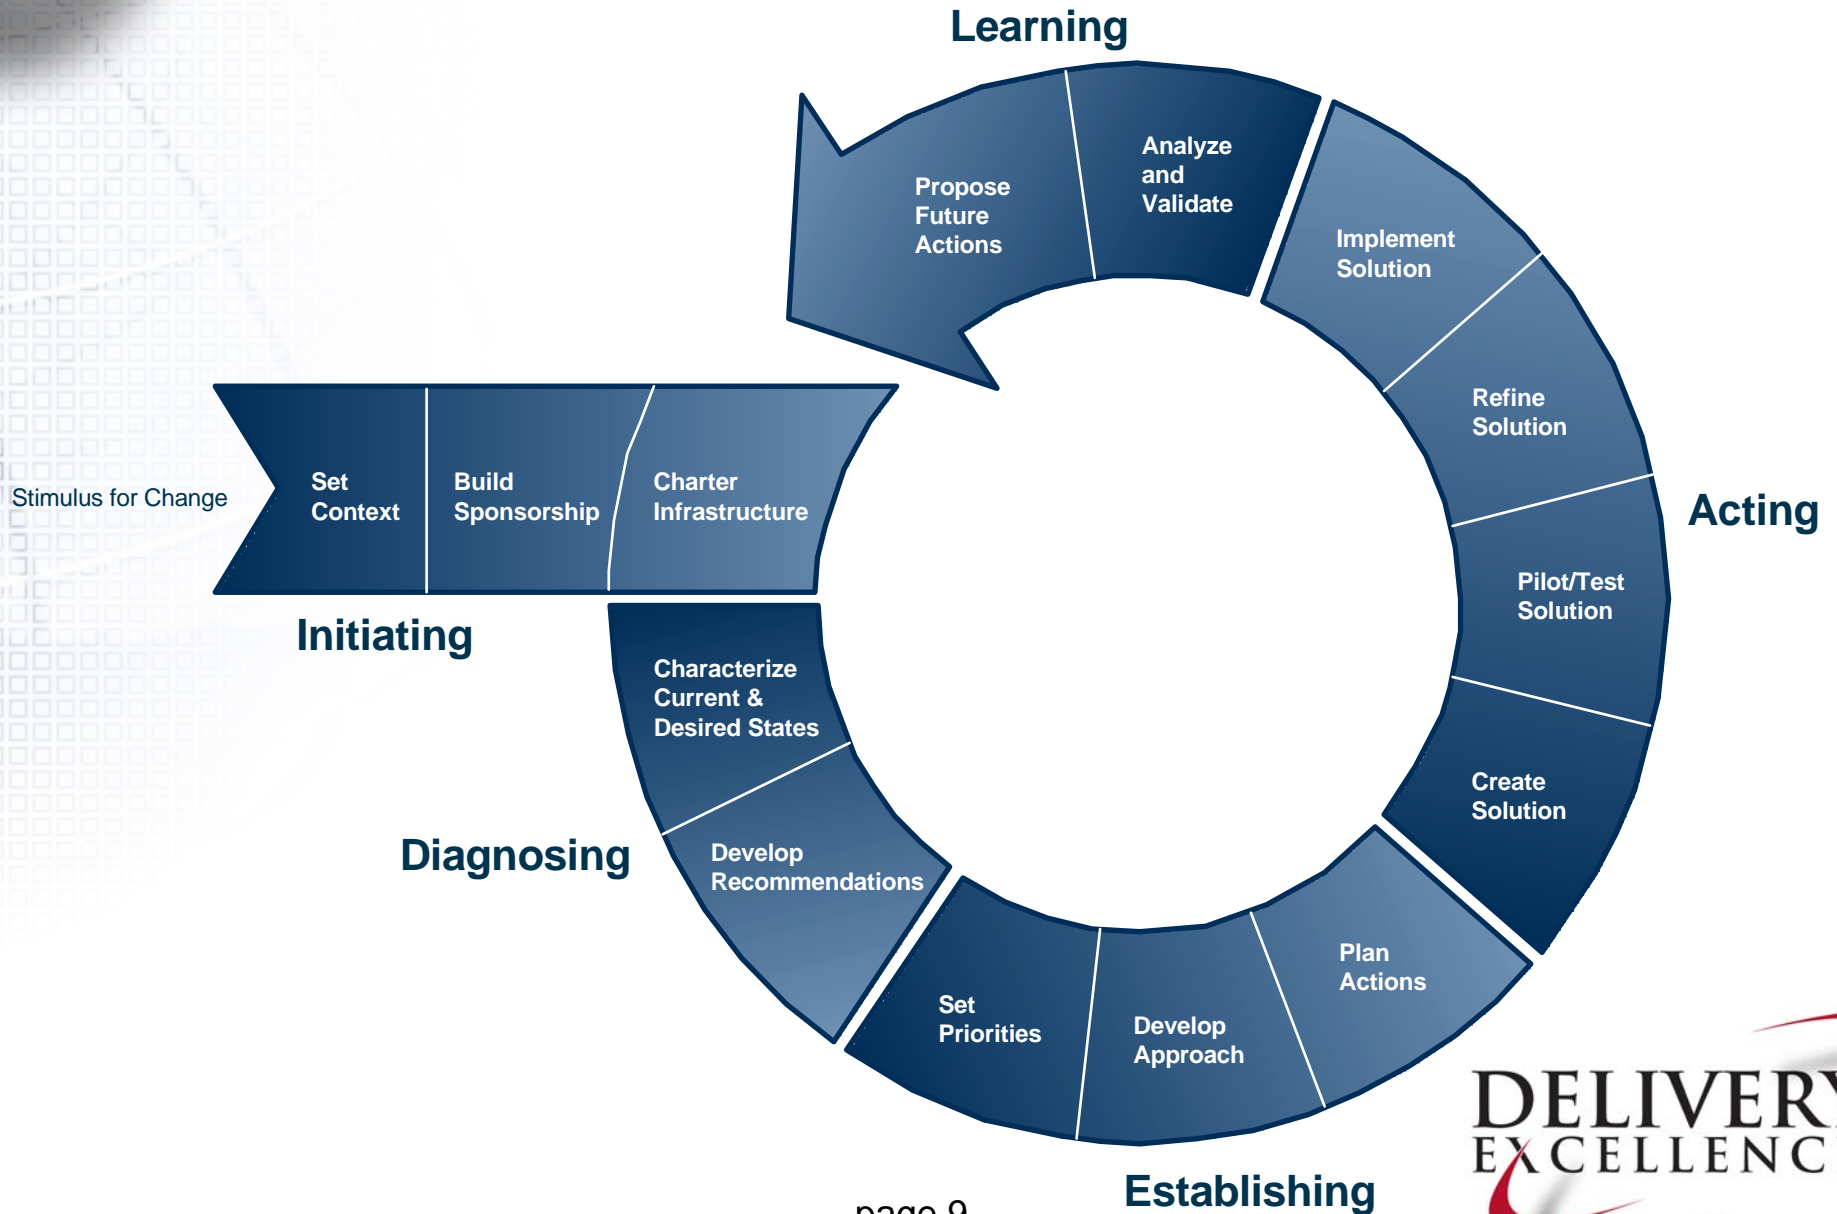 Learning
Analyze
and
Validate
Propose
Future
Actions
Implement
Solution
Refine
Solution
Stimulus for Change
Set
Context
Build
Sponsorship
Charter
Infrastructure
Acting
Pilot/Test
Solution
Initiating
Characterize
Current &
Desired States
Create
Solution
Diagnosing
Develop
Recommendations
Plan
Actions
Set
Priorities
Develop
Approach
DELIVERY
EXCELLENC
Establishing
page 9